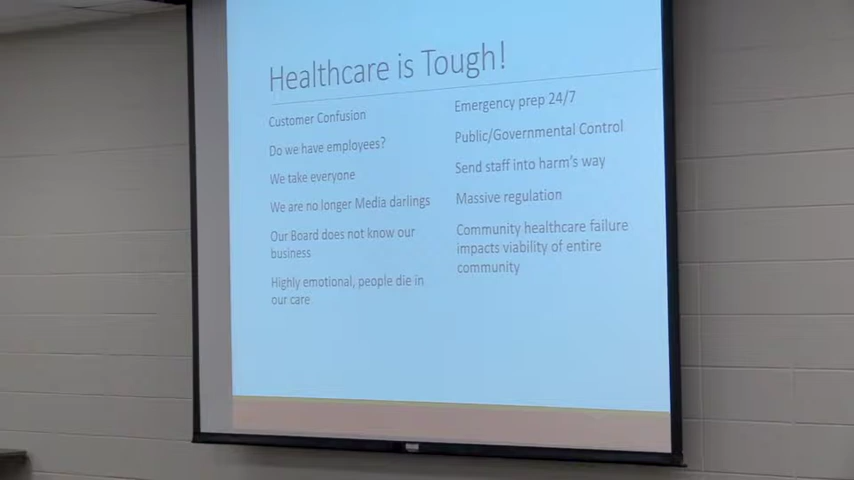 Healthcare is Tough!
Customer Confusion
Do we have employees?
We take everyone
We are no longer Media darlings
Our Board does not know our
business
Highly emotional, people die in
our care
Emergency prep 24/7
Public/Governmental Control
Send staff into harm's way
Massive regulation
Community healthcare failure
impacts viability of entire
community